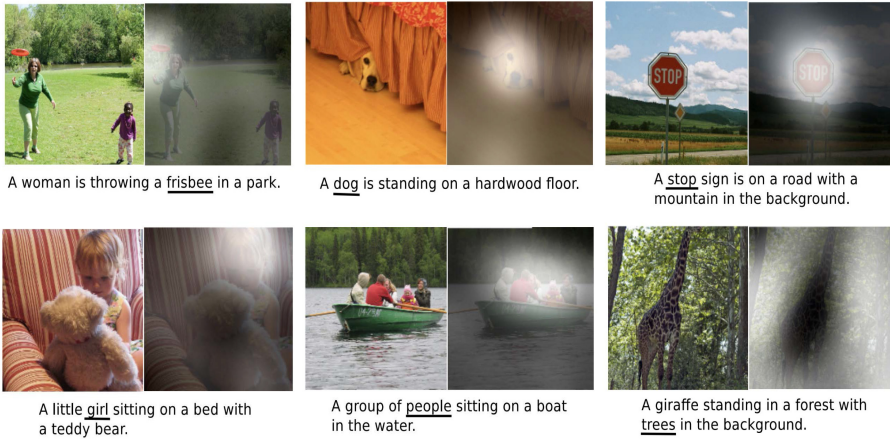 STOP
STOP
A woman is throwing a frisbee in a park.
A dog is standing on a hardwood floor.
A stop sign is on a road with a
mountain in the background.
A little girl sitting on a bed with
a teddy bear.
A group of people sitting on a boat
in the water.
A giraffe standing in a forest with
trees in the background.